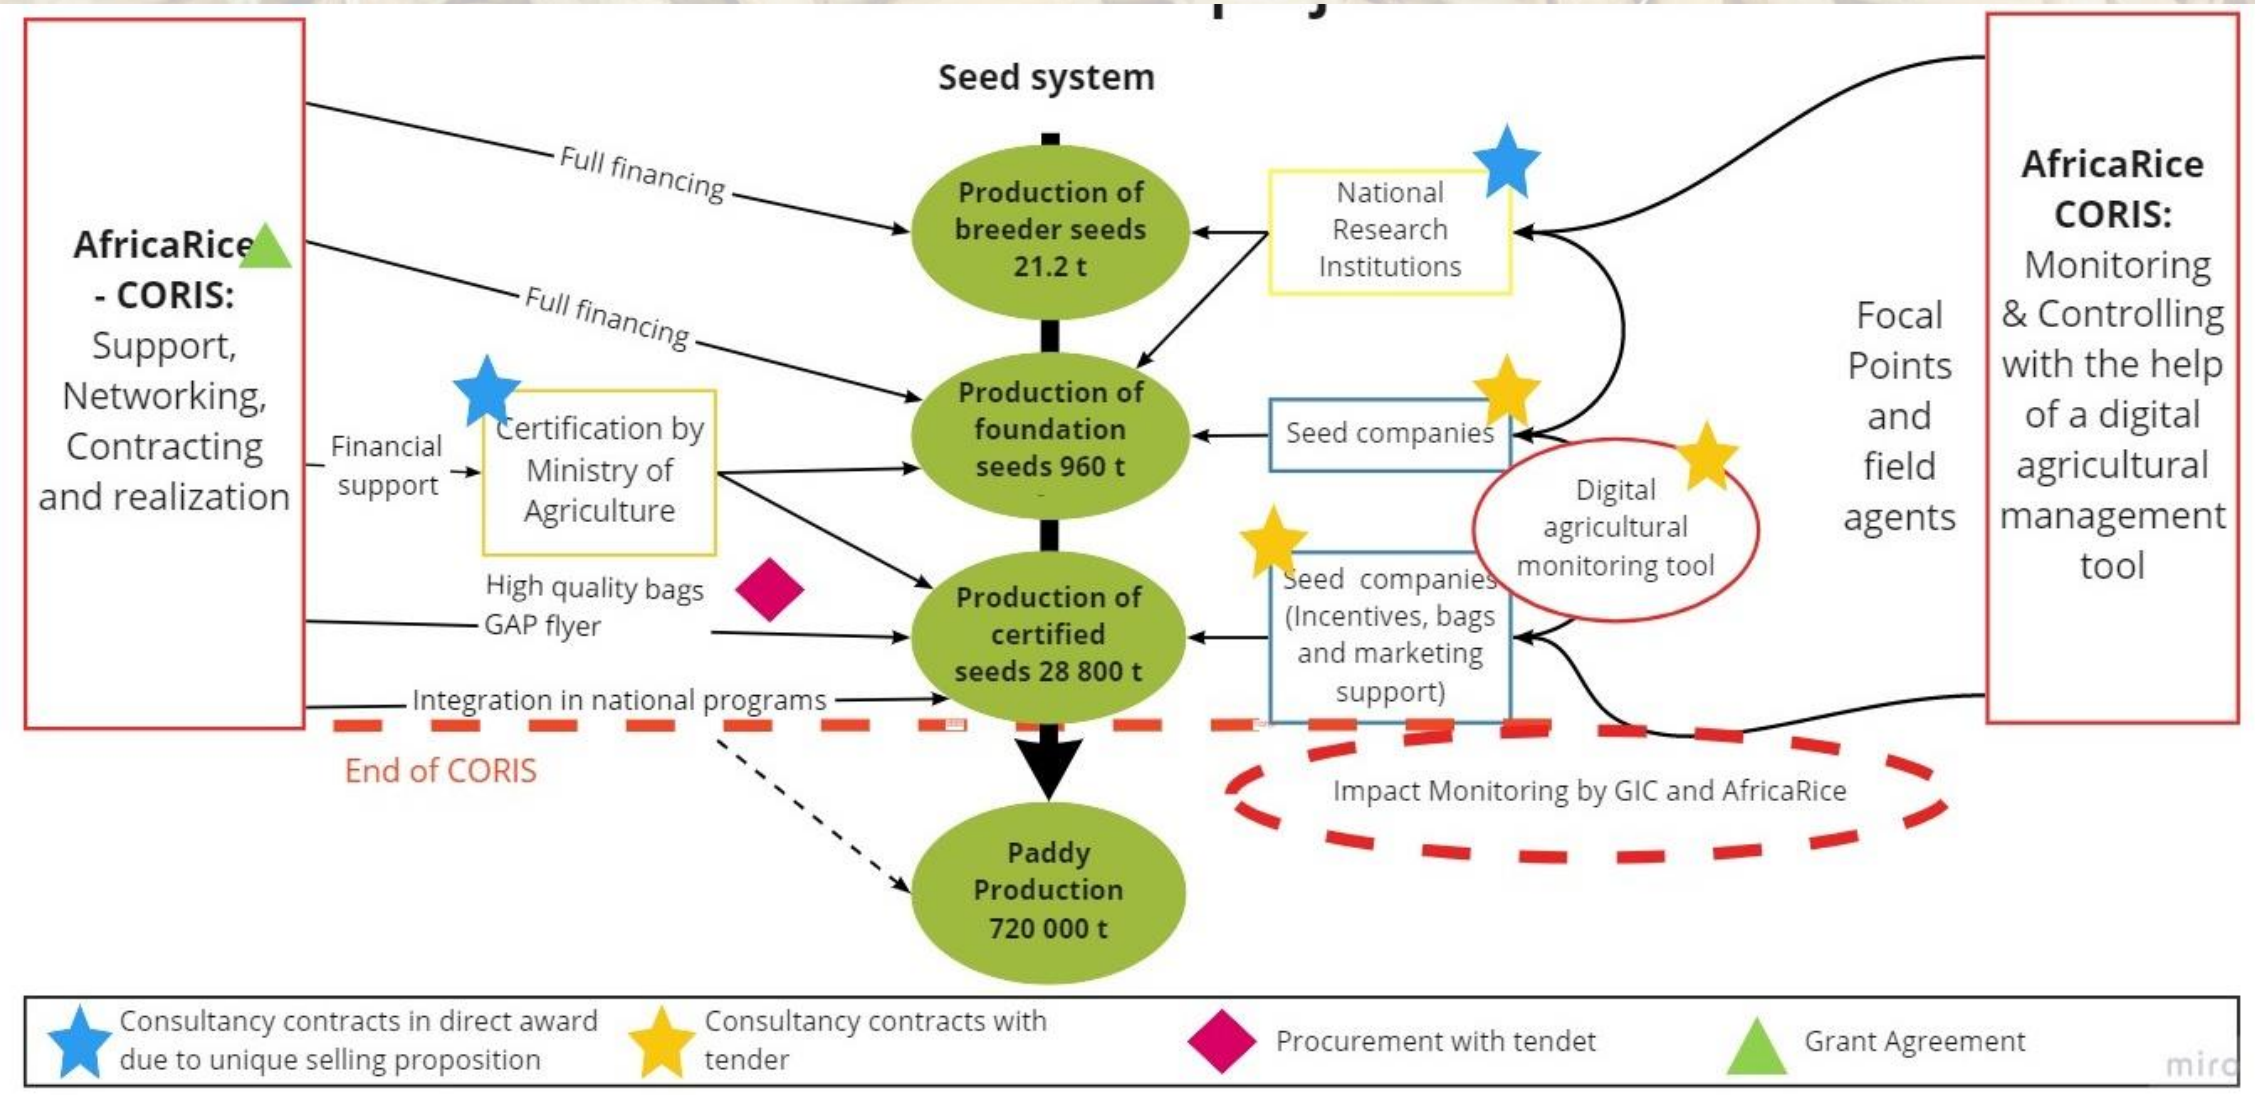 Seed system
AfricaRice
- CORIS:
Support,
Networking,
Contracting
and realization
Full financing
Full financing
Financial
support
Certification by
Ministry of
Agriculture
High quality bags
GAP flyer
Integration in national programs
End of CORIS
Production of
breeder seeds
21.2 t
Production of
foundation
seeds 960 t
-
Production of
certified
seeds 28 800 t
Paddy
Production
720 000 t
National
Research
Institutions
Seed companies
Seed companies
(Incentives, bags
and marketing
support)
Digital
agricultural
monitoring tool
Impact Monitoring by GIC and AfricaRice
Focal
Points
and
field
agents
AfricaRice
CORIS:
Monitoring
& Controlling
with the help
of a digital
agricultural
management
tool
Consultancy contracts in direct award
due to unique selling proposition
Consultancy contracts with
tender
Procurement with tendet
Grant Agreement
miro